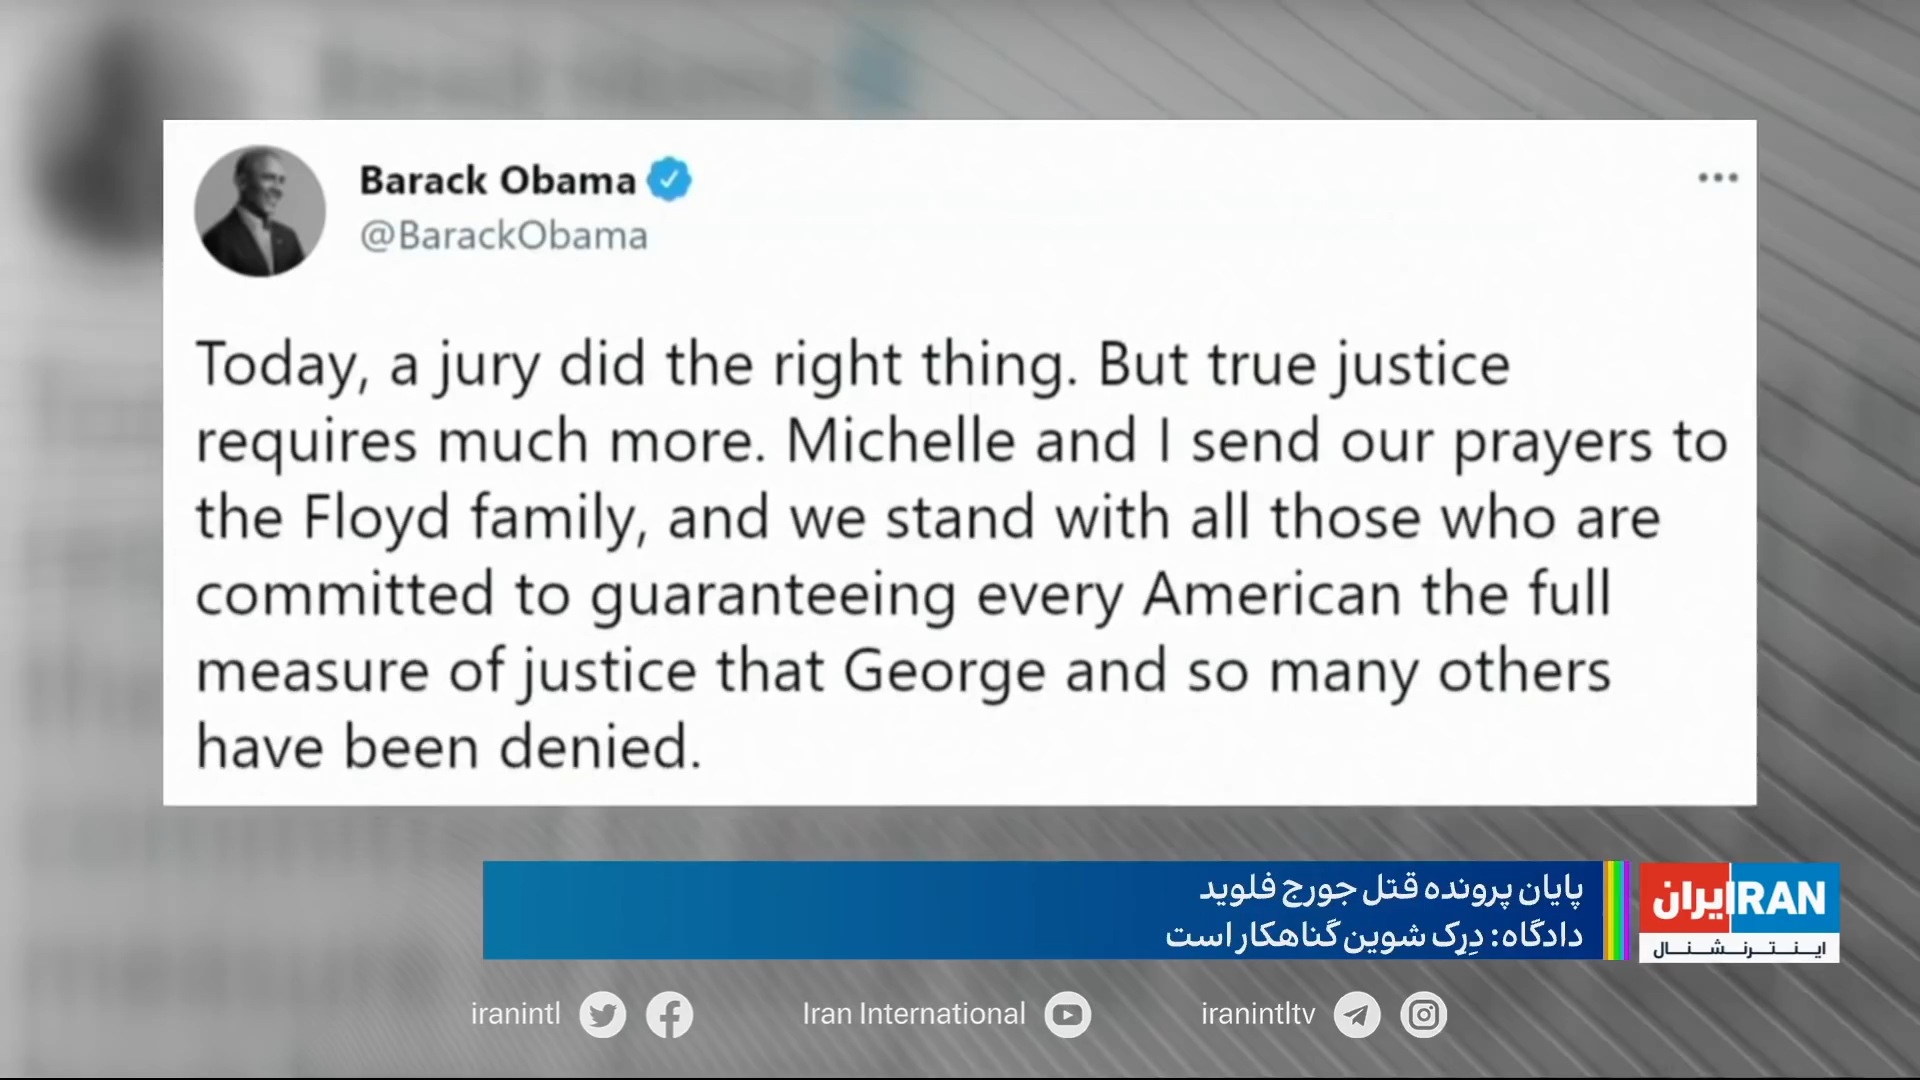 Barack Obama
@BarackObama
Today, a jury did the right thing. But true justice
requires much more. Michelle and I send our prayers to
the Floyd family, and we stand with all those who are
committed to guaranteeing every American the full
measure of justice that George and so many others
have been denied.
پایان پرونده قتل جورج فلوید
دادگاه: دِرِک شوین گناهکار است
ایران IRAN
اینترنشنال
iranintl
Iran International
iranintltv